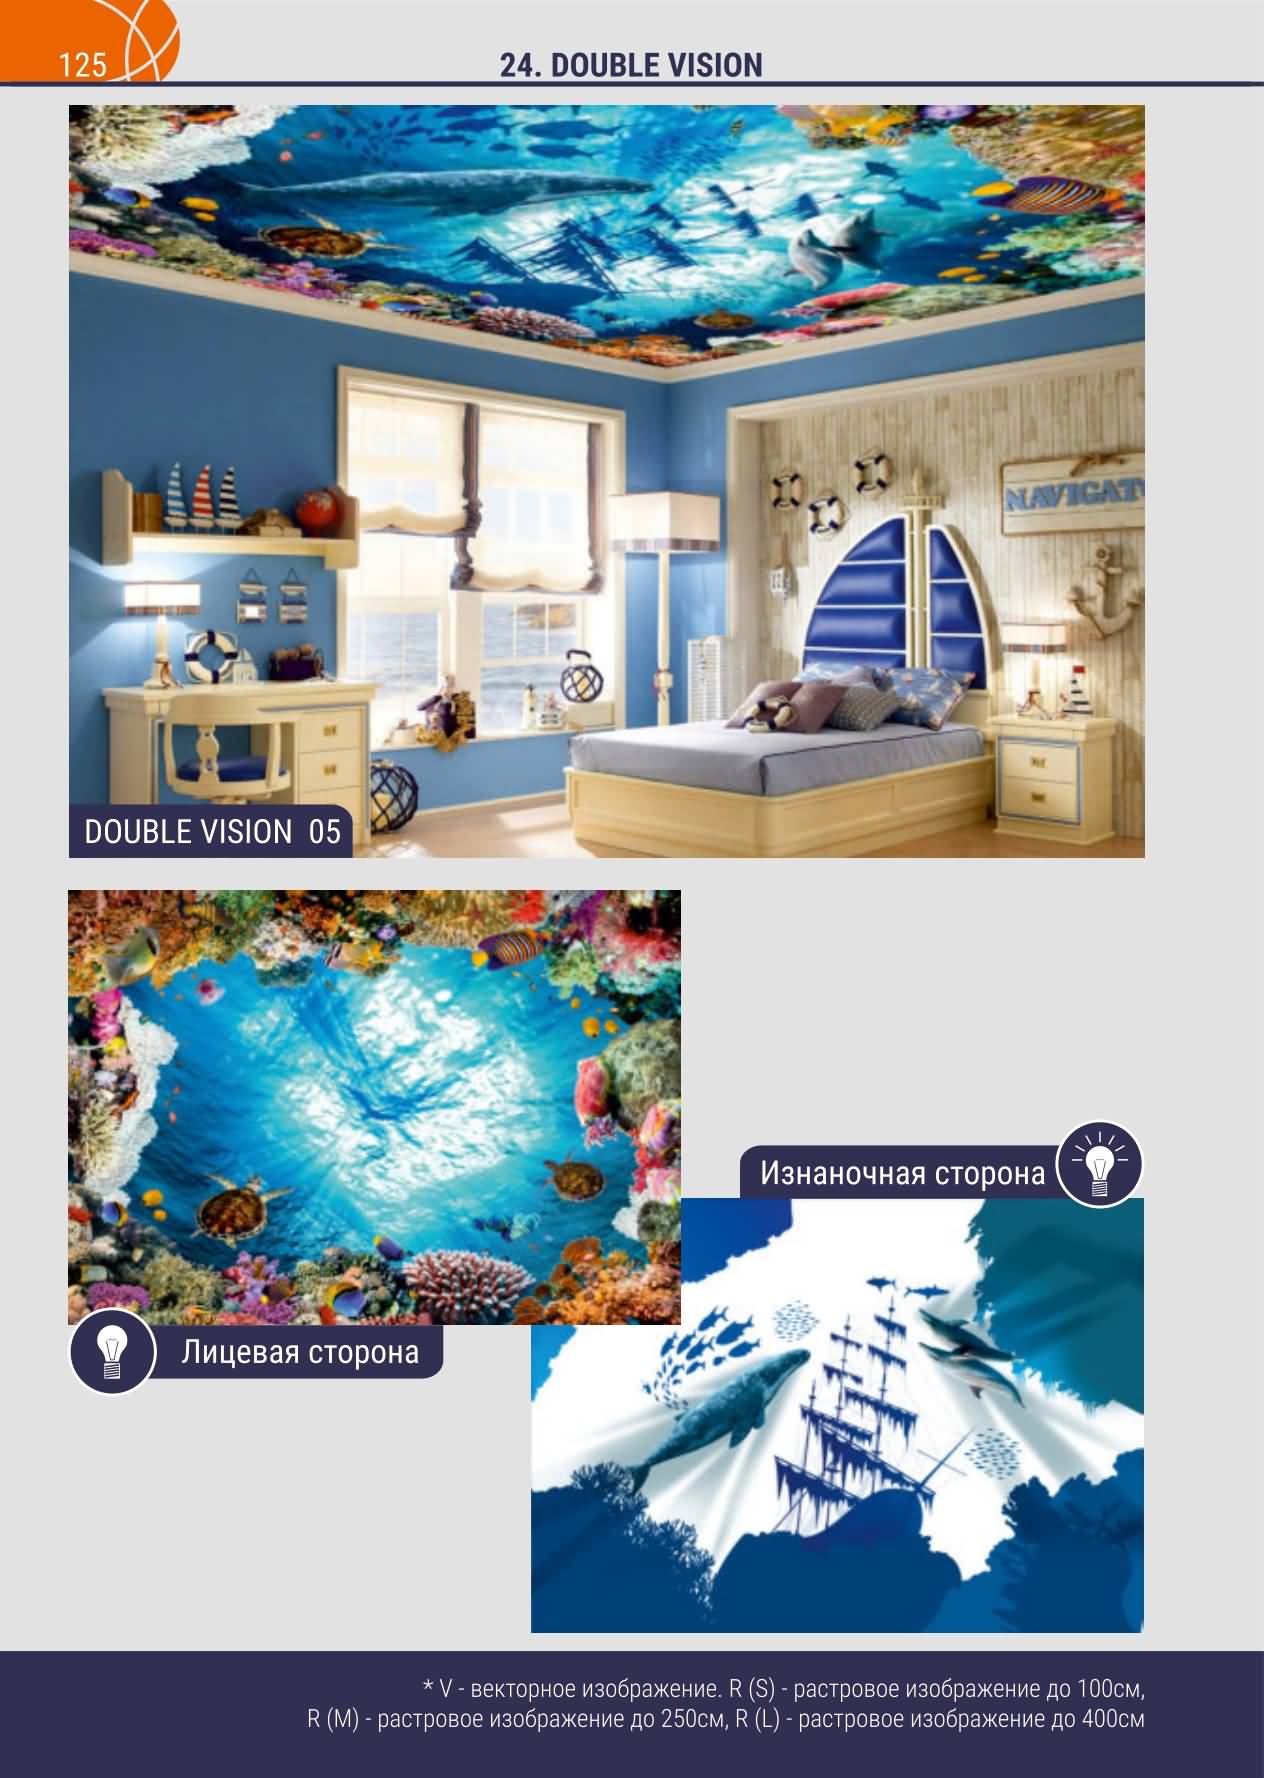 125
24. DOUBLE VISION
NAVIGAT
DOUBLE VISION 05
Изнаночная сторона
Лицевая сторона
* V - векторное изображение. R (S) - растровое изображение до 100см,
R (M) - растровое изображение до 250см, R (L) - растровое изображение до 400см